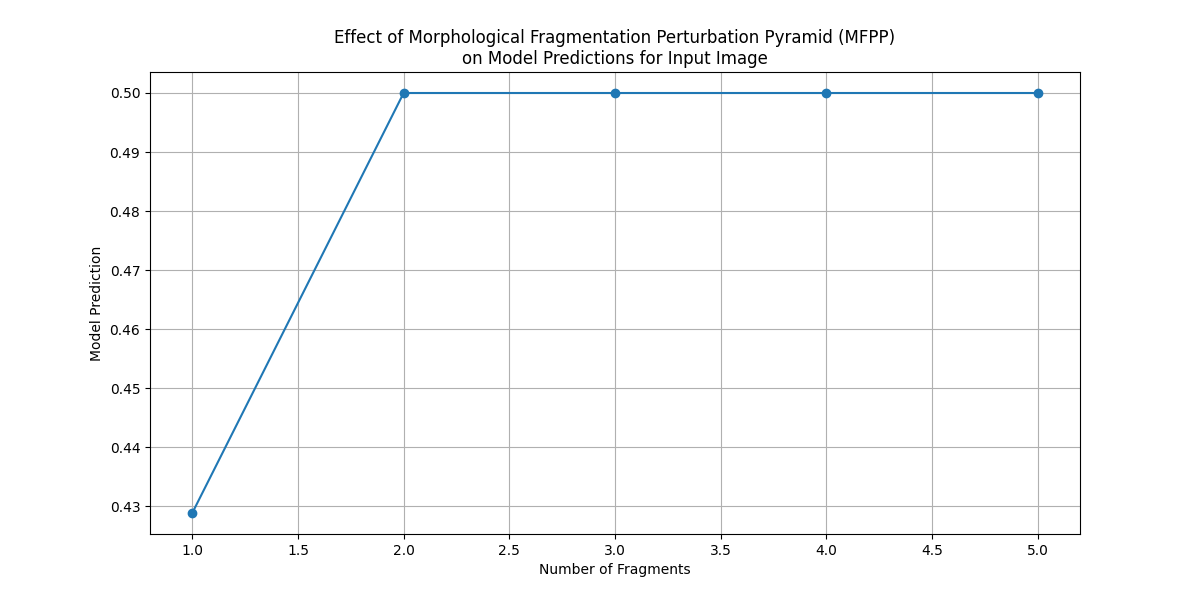 Effect of Morphological Fragmentation Perturbation Pyramid (MFPP)
on Model Predictions for Input Image
0.50
0.49
0.48
0.47
0.46
0.45
0.44
0.43
Model Prediction
1.0 1.5 2.0 2.5 3.0 3.5 4.0 4.5 5.0
Number of Fragments